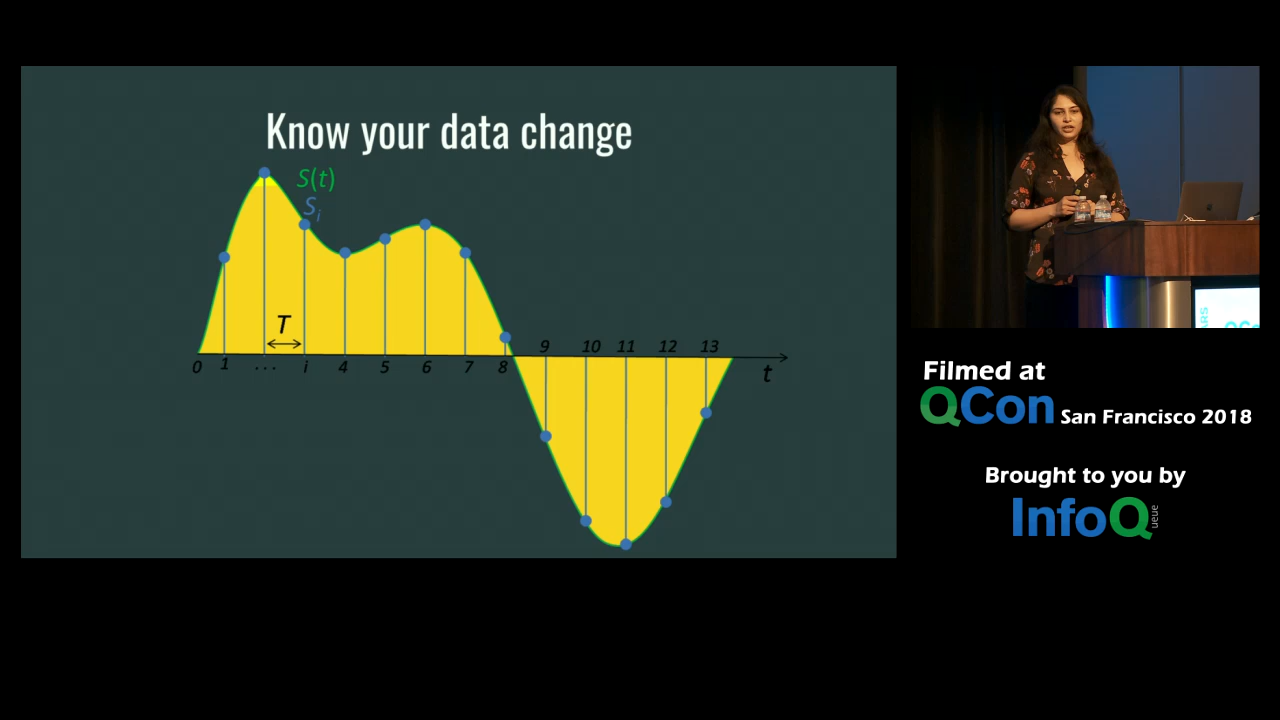 Know your data change
S(t)
Si
T
0 1 ... i 4 5 6 7 8
9 10 11 12 13
t
Filmed at
QCon San Francisco 2018
Brought to you by
InfoQ
ueue